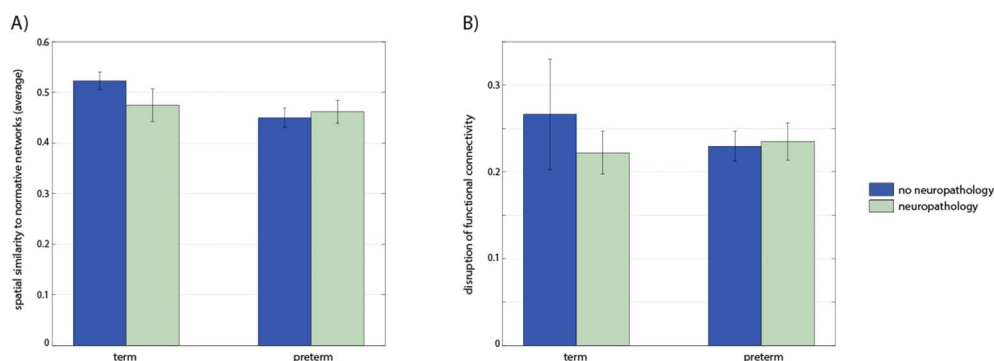 A)
spatial similarity to normative networks (average)
0.6
0.5
0.4
0.3
0.2
0.1
0
term
preterm
B)
disruption of functional connectivity
0.3
0.2
0.1
0
term
preterm
no neuropathology
neuropathology